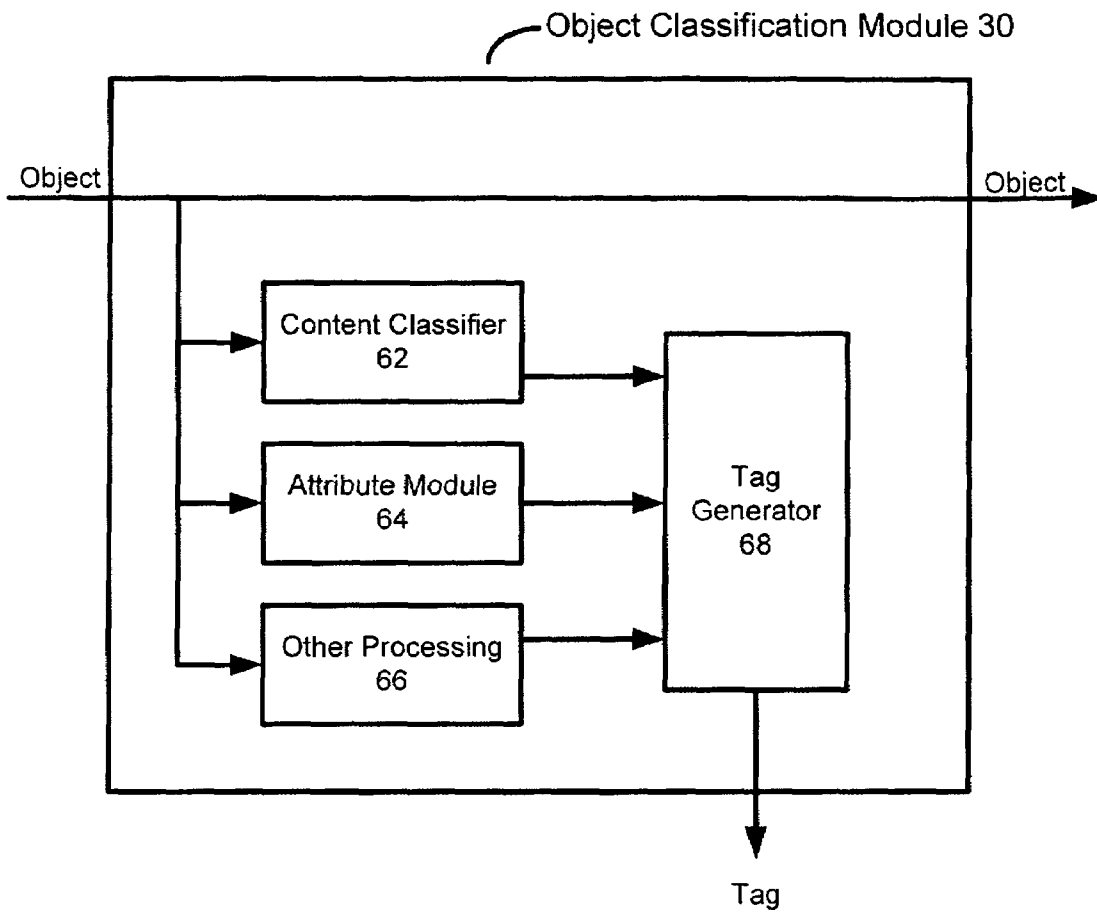 Object Classification Module 30
Object
Object
Content Classifier
62
Attribute Module
64
Other Processing
66
Tag
Generator
68
Tag